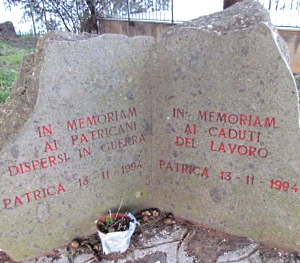 IN MEMORIAM
AI PATRICANI
DISPERSI IN GUERRA
PATRICA 13 - 11 - 1994
IN MEMORIAM
AI CADUTI
DEL LAVORO
PATRICA 13 - 11 - 1994